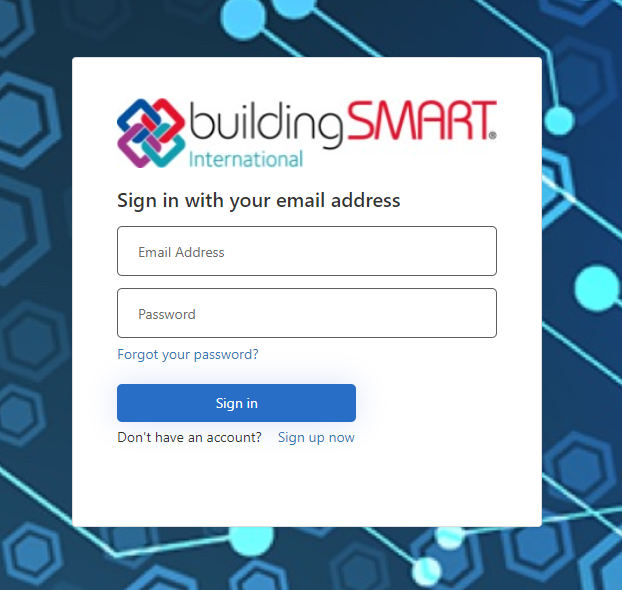 buildingSMART®
International
Sign in with your email address
Email Address
Password
Forgot your password?
Sign in
Don't have an account? Sign up now